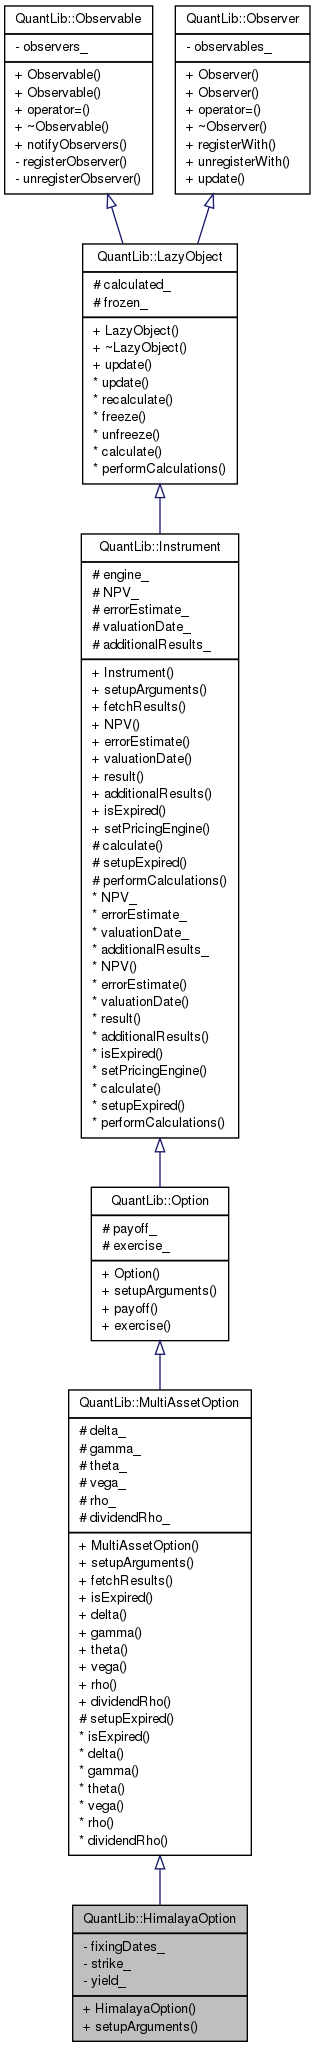 QuantLib::Observable
- observers_
+ Observable()
+ Observable()
+ operator=()
+ ~Observable()
+ notifyObservers()
- registerObserver()
- unregisterObserver()
QuantLib::Observer
- observables_
+ Observer()
+ Observer()
+ operator=()
+ ~Observer()
+ registerWith()
+ unregisterWith()
+ update()
QuantLib::LazyObject
# calculated_
# frozen_
+ LazyObject()
+ ~LazyObject()
+ update()
* update()
* recalculate()
* freeze()
* unfreeze()
* calculate()
* performCalculations()
QuantLib::Instrument
# engine_
# NPV_
# errorEstimate_
# valuationDate_
# additionalResults_
+ Instrument()
+ setupArguments()
+ fetchResults()
+ NPV()
+ errorEstimate()
+ valuationDate()
+ result()
+ additionalResults()
+ isExpired()
+ setPricingEngine()
# calculate()
# setupExpired()
# performCalculations()
* NPV_
* errorEstimate_
* valuationDate_
* additionalResults_
* NPV()
* errorEstimate()
* valuationDate()
* result()
* additionalResults()
* isExpired()
* setPricingEngine()
* calculate()
* setupExpired()
* performCalculations()
QuantLib::Option
# payoff_
# exercise_
+ Option()
+ setupArguments()
+ payoff()
+ exercise()
QuantLib::MultiAssetOption
# delta_
# gamma_
# theta_
# vega_
# rho_
# dividendRho_
+ MultiAssetOption()
+ setupArguments()
+ fetchResults()
+ isExpired()
+ delta()
+ gamma()
+ theta()
+ vega()
+ rho()
+ dividendRho()
# setupExpired()
* isExpired()
* delta()
* gamma()
* theta()
* vega()
* rho()
* dividendRho()
QuantLib::HimalayaOption
- fixingDates_
- strike_
- yield_
+ HimalayaOption()
+ setupArguments()